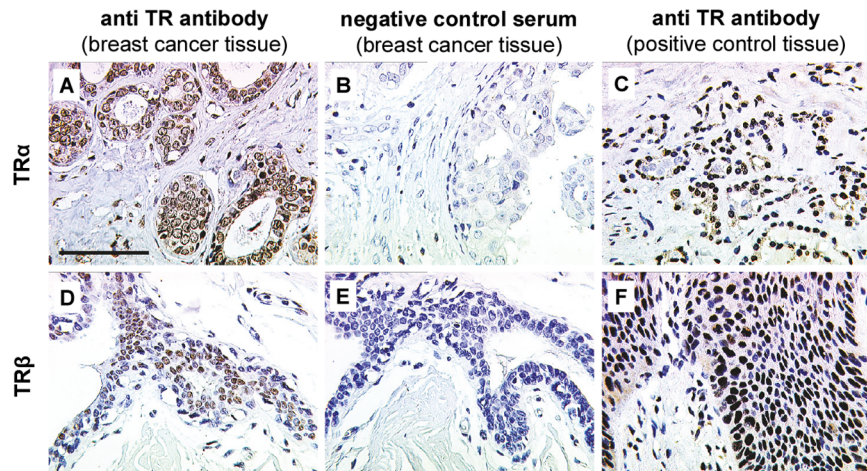 anti TR antibody
(breast cancer tissue)
negative control serum
(breast cancer tissue)
anti TR antibody
(positive control tissue)
TRα
A
B
C
TRβ
D
E
F